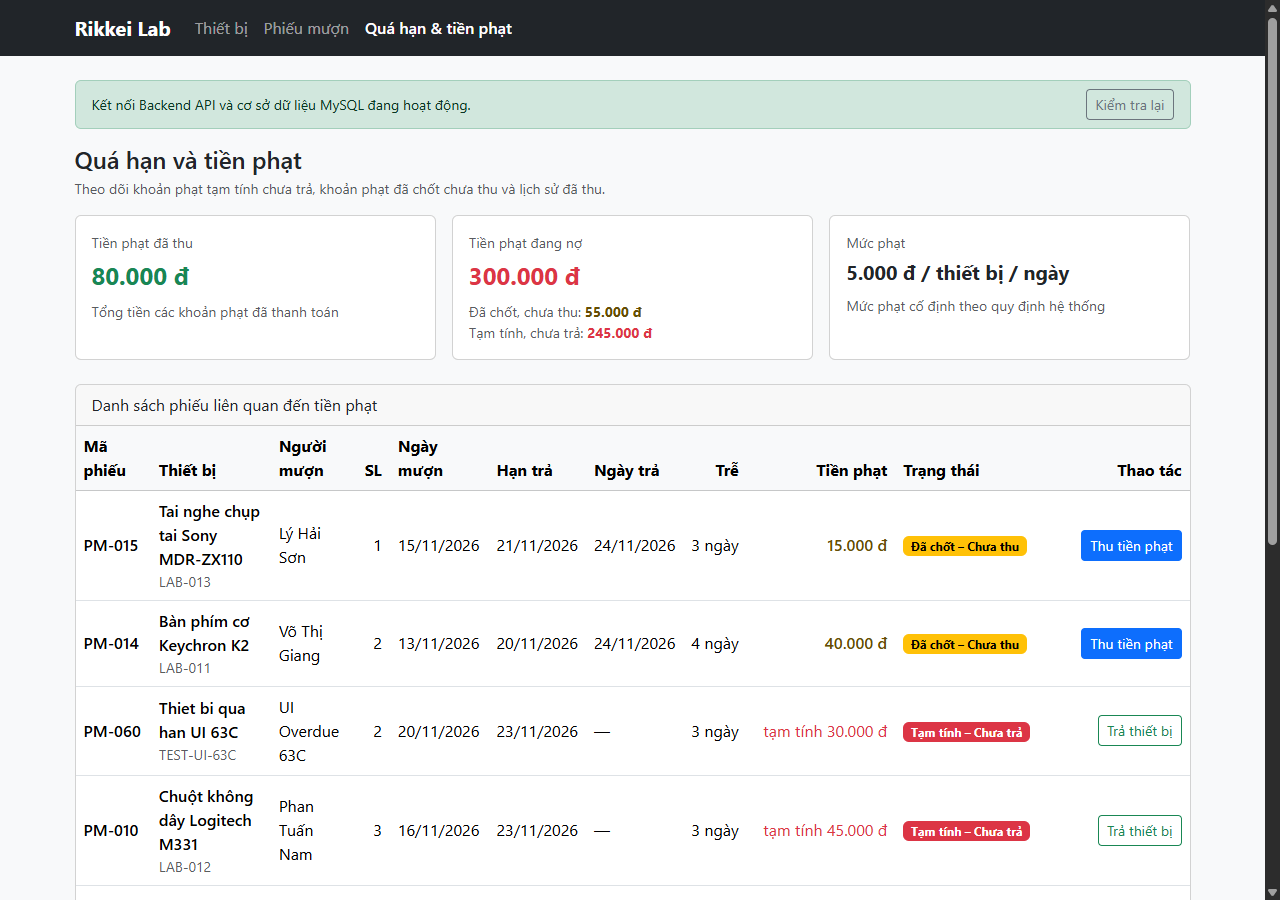 Rikkei Lab Thiết bị Phiếu mượn Quá hạn & tiền phạt
Kết nối Backend API và cơ sở dữ liệu MySQL đang hoạt động. Kiểm tra lại
Quá hạn và tiền phạt
Theo dõi khoản phạt tạm tính chưa trả, khoản phạt đã chốt chưa thu và lịch sử đã thu.
Tiền phạt đã thu
80.000 đ
Tổng tiền các khoản phạt đã thanh toán
Tiền phạt đang nợ
300.000 đ
Đã chốt, chưa thu: 55.000 đ
Tạm tính, chưa trả: 245.000 đ
Mức phạt
5.000 đ / thiết bị / ngày
Mức phạt cố định theo quy định hệ thống
Danh sách phiếu liên quan đến tiền phạt
Mã phiếu Thiết bị Người mượn SL Ngày mượn Hạn trả Ngày trả Trễ Tiền phạt Trạng thái Thao tác
PM-015 Tai nghe chụp tai Sony MDR-ZX110 LAB-013 Lý Hải Sơn 1 15/11/2026 21/11/2026 24/11/2026 3 ngày 15.000 đ Đã chốt – Chưa thu Thu tiền phạt
PM-014 Bàn phím cơ Keychron K2 LAB-011 Võ Thị Giang 2 13/11/2026 20/11/2026 24/11/2026 4 ngày 40.000 đ Đã chốt – Chưa thu Thu tiền phạt
PM-060 Thiet bi qua han UI 63C TEST-UI-63C UI Overdue 63C 2 20/11/2026 23/11/2026 — 3 ngày tạm tính 30.000 đ Tạm tính – Chưa trả Trả thiết bị
PM-010 Chuột không dây Logitech M331 LAB-012 Phan Tuấn Nam 3 16/11/2026 23/11/2026 — 3 ngày tạm tính 45.000 đ Tạm tính – Chưa trả Trả thiết bị